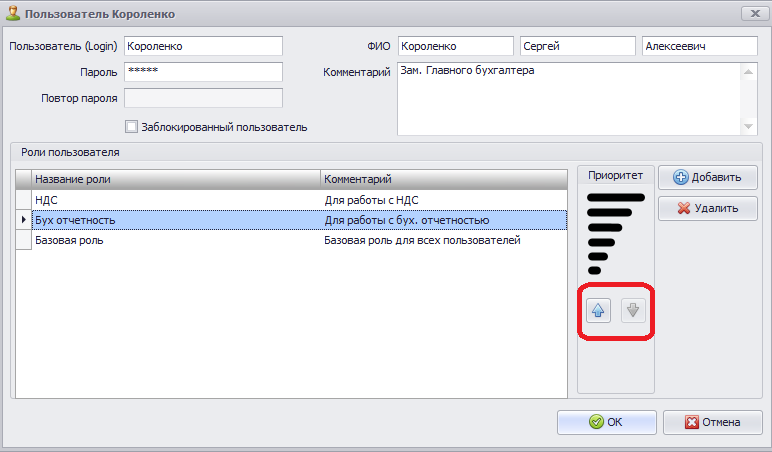 Пользователь Короленко
Пользователь (Login) Короленко ФИО Короленко Сергей Алексеевич
Пароль ***** Комментарий Зам. Главного бухгалтера
Повтор пароля
Заблокированный пользователь
Роли пользователя
Название роли Комментарий Приоритет Добавить
НДС Для работы с НДС Удалить
Бух отчетность Для работы с бух. отчетностью
Базовая роль Базовая роль для всех пользователей
OK Отмена